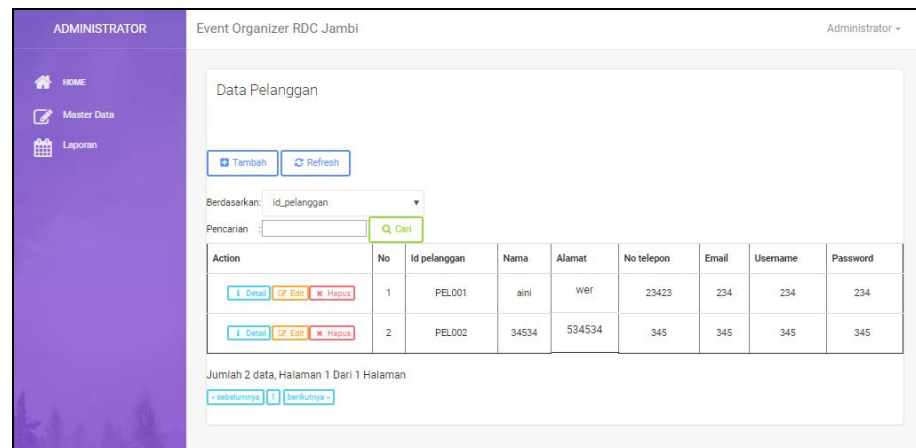 ADMINISTRATOR
Event Organizer RDC Jambi
Administrator
HOME
Master Data
Laporan
Data Pelanggan
Tambah Refresh
Berdasarkan: id_pelanggan
Pencarian : Cari
Action No Id pelanggan Nama Alamat No telepon Email Username Password
Detail Edit Hapus 1 PEL001 aini wer 23423 234 234 234
Detail Edit Hapus 2 PEL002 34534 534534 345 345 345 345
Jumlah 2 data, Halaman 1 Dari 1 Halaman
« sebelumnya 1 berikutnya »